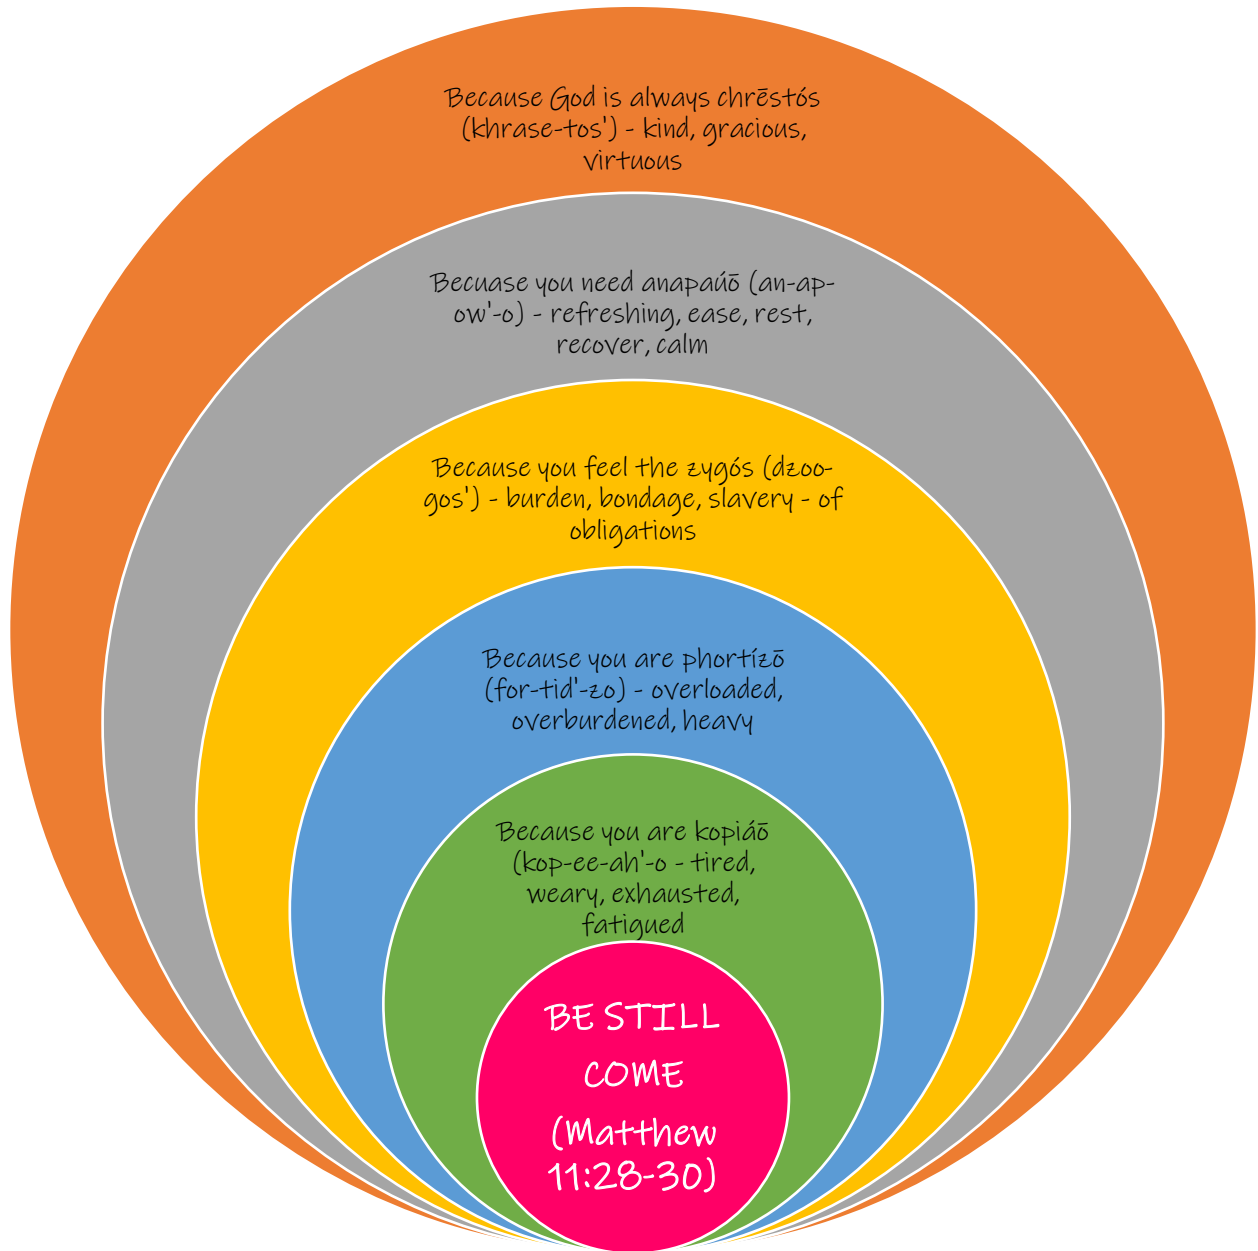 Because God is always chrēstós
(khrase-tos') - kind, gracious,
virtuous
Becuase you need anapaúō (an-ap-
ow'-o) - refreshing, ease, rest,
recover, calm
Because you feel the zygós (dzoo-
gos') - burden, bondage, slavery - of
obligations
Because you are phortízō
(for-tid'-zo) - overloaded,
overburdened, heavy
Because you are kopiáō
(kop-ee-ah'-o - tired,
weary, exhausted,
fatigued
BE STILL
COME
(Matthew
11:28-30)